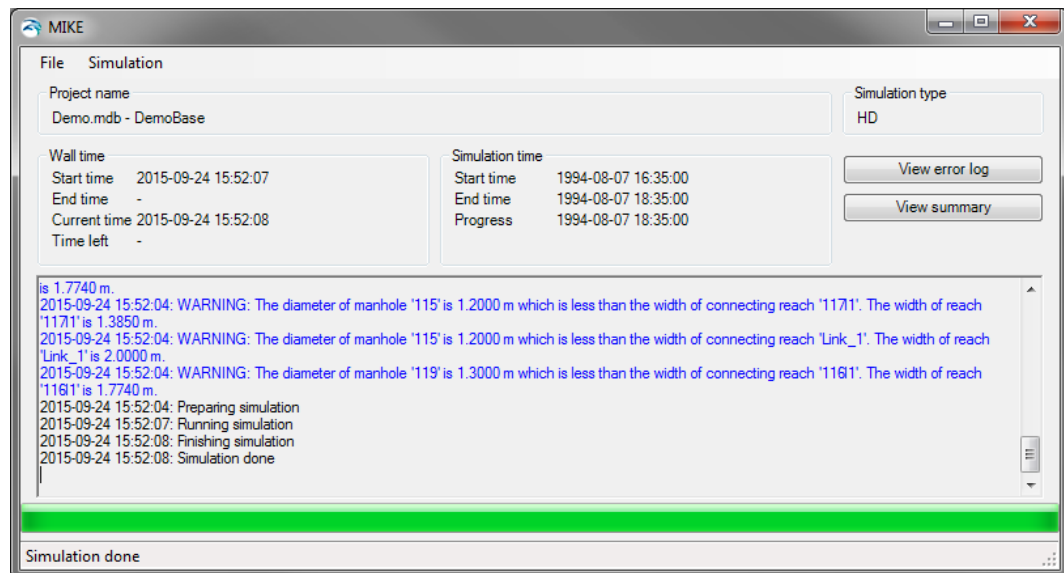 MIKE
File Simulation
Project name
Demo.mdb - DemoBase
Simulation type
HD
Wall time
Start time 2015-09-24 15:52:07
End time -
Current time 2015-09-24 15:52:08
Time left -
Simulation time
Start time 1994-08-07 16:35:00
End time 1994-08-07 18:35:00
Progress 1994-08-07 18:35:00
View error log
View summary
is 1.7740 m.
2015-09-24 15:52:04: WARNING: The diameter of manhole '115' is 1.2000 m which is less than the width of connecting reach '117l1'. The width of reach
'117l1' is 1.3850 m.
2015-09-24 15:52:04: WARNING: The diameter of manhole '115' is 1.2000 m which is less than the width of connecting reach 'Link_1'. The width of reach
'Link_1' is 2.0000 m.
2015-09-24 15:52:04: WARNING: The diameter of manhole '119' is 1.3000 m which is less than the width of connecting reach '116l1'. The width of reach
'116l1' is 1.7740 m.
2015-09-24 15:52:04: Preparing simulation
2015-09-24 15:52:07: Running simulation
2015-09-24 15:52:08: Finishing simulation
2015-09-24 15:52:08: Simulation done
Simulation done